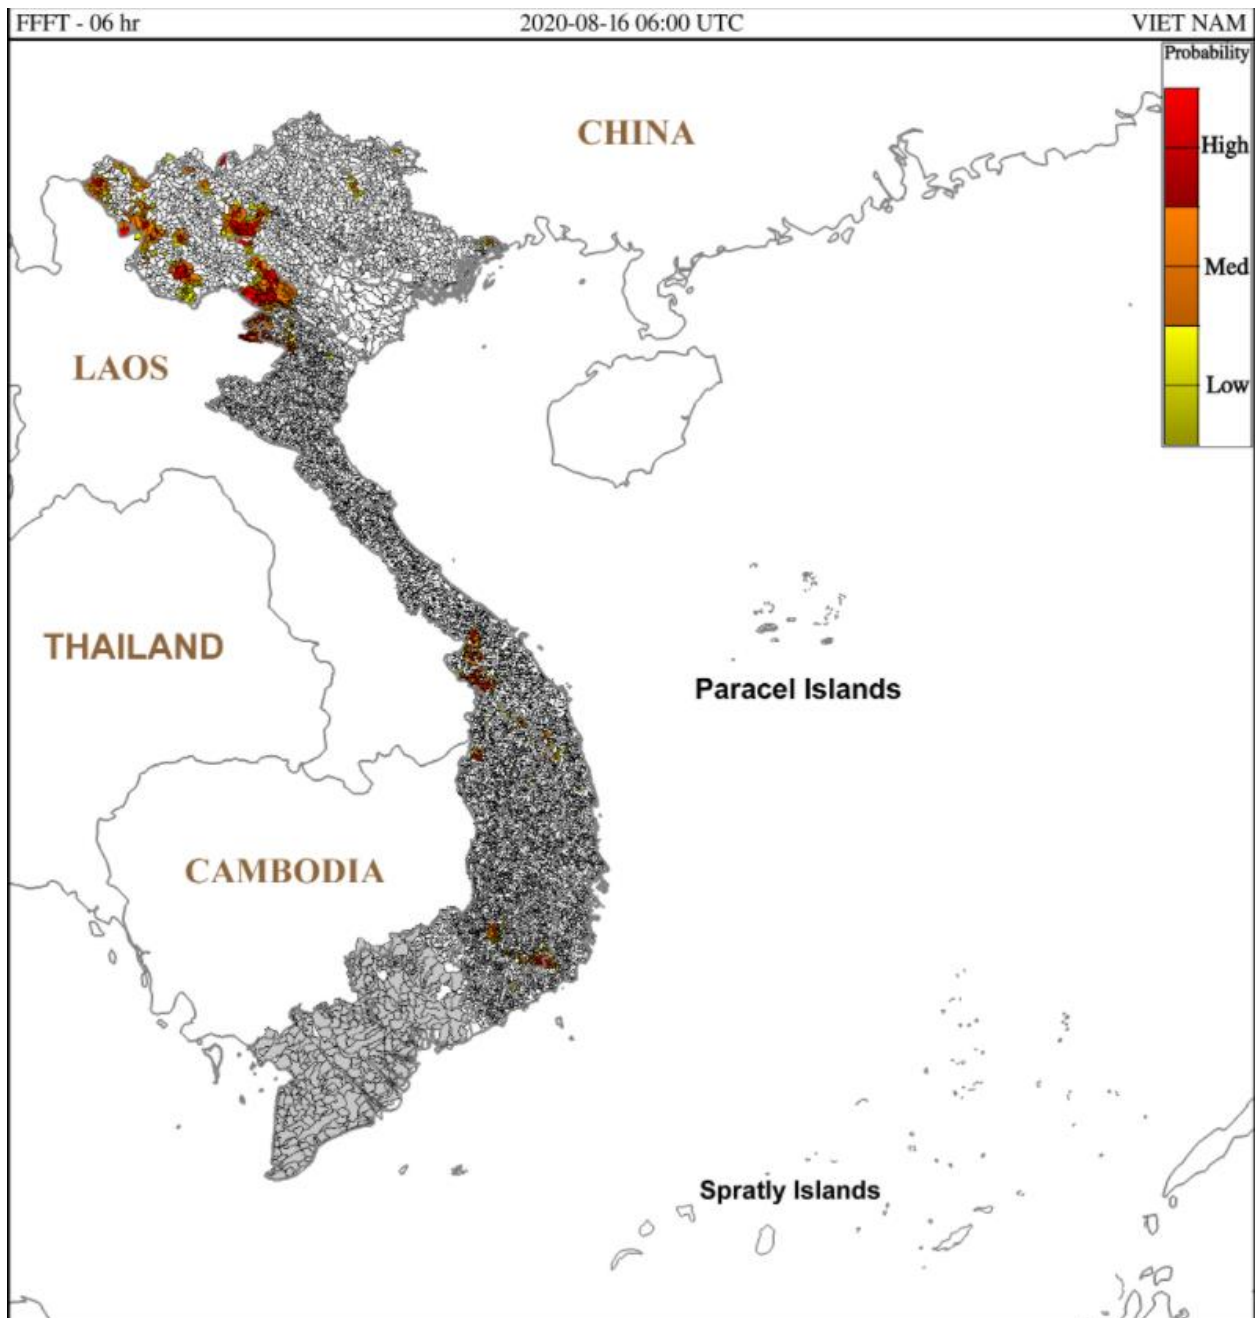 FFFT - 06 hr 2020-08-16 06:00 UTC VIET NAM
Probability
CHINA
High
Med
LAOS
Low
THAILAND
Paracel Islands
CAMBODIA
Spratly Islands